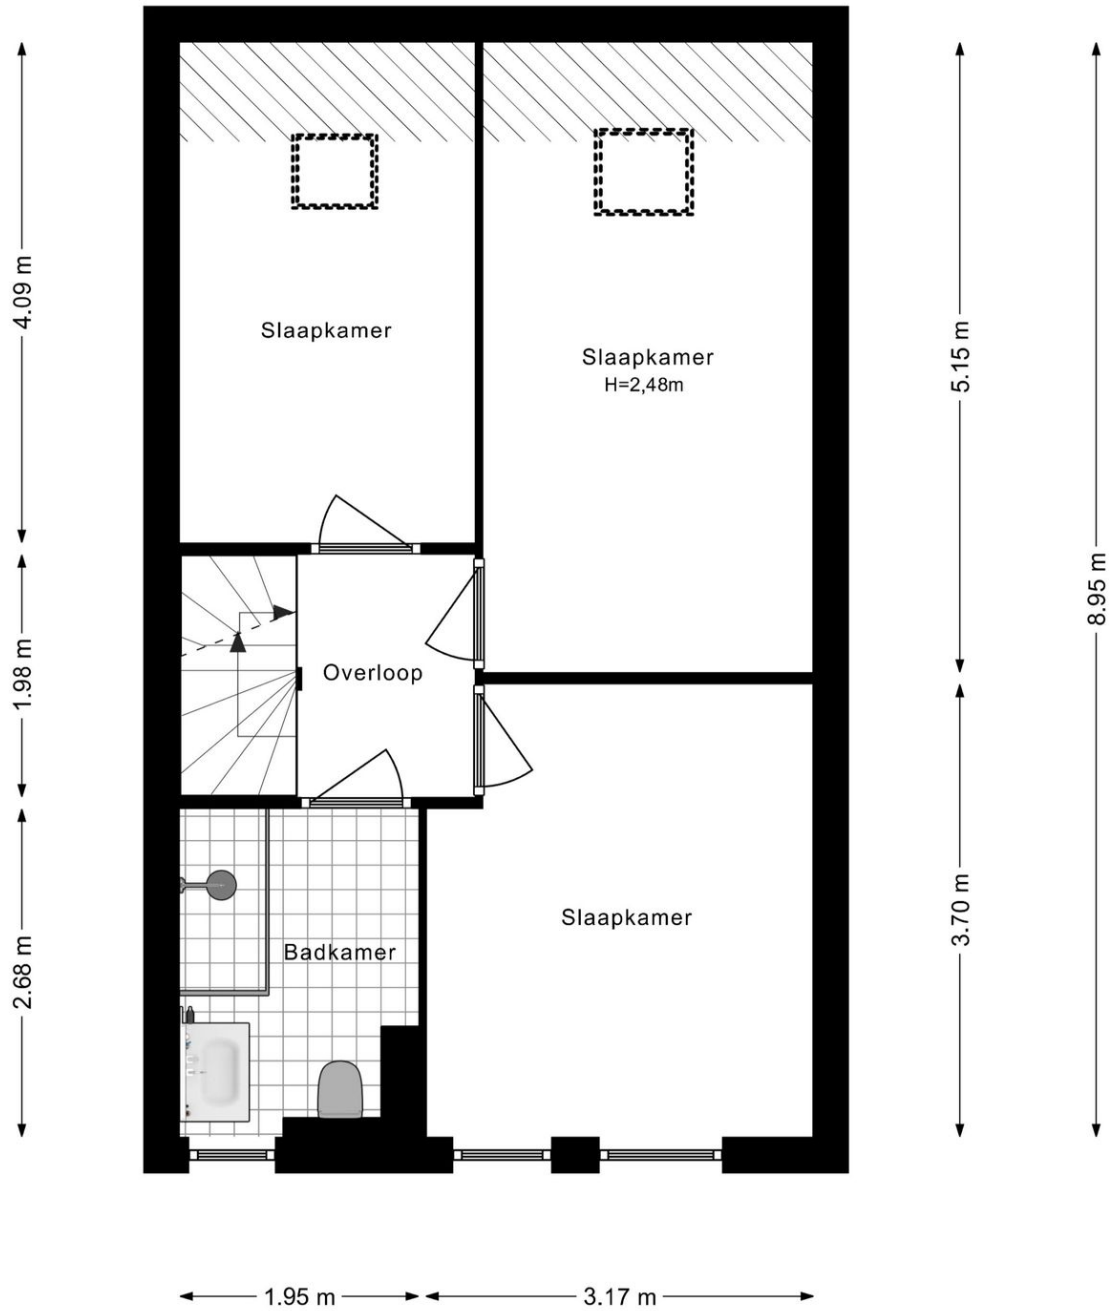 4.09 m
Slaapkamer
Slaapkamer
H=2,48m
5.15 m
8.95 m
1.98 m
Overloop
2.68 m
Badkamer
Slaapkamer
3.70 m
1.95 m
3.17 m